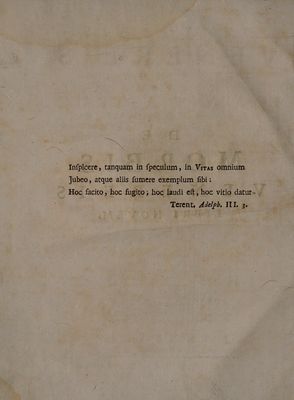 Inſpicere, tanquam in ſpeculum, in VITAS omnium
Jubeo, atque aliis ſumere exemplum ſibi:
Hoc facito, hoc fugito; hoc laudi eſt, hoc vitio datur.
Terent. Adelph. III. 3.